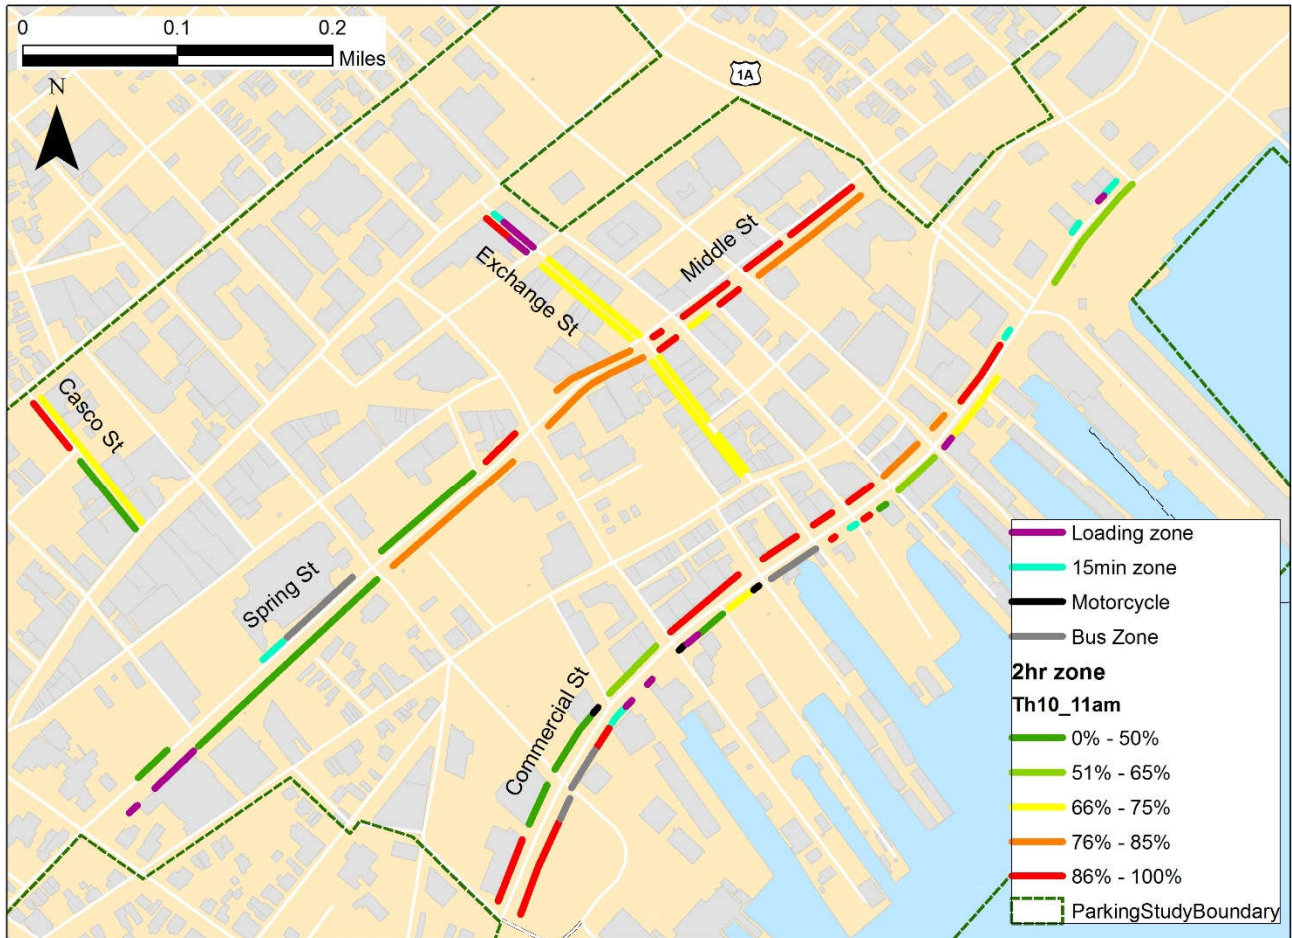 0 0.1 0.2
Miles
N
1A
Middle St
Exchange St
Casco St
Spring St
Commercial St
Loading zone
15min zone
Motorcycle
Bus Zone
2hr zone
Th10_11am
0% - 50%
51% - 65%
66% - 75%
76% - 85%
86% - 100%
ParkingStudyBoundary